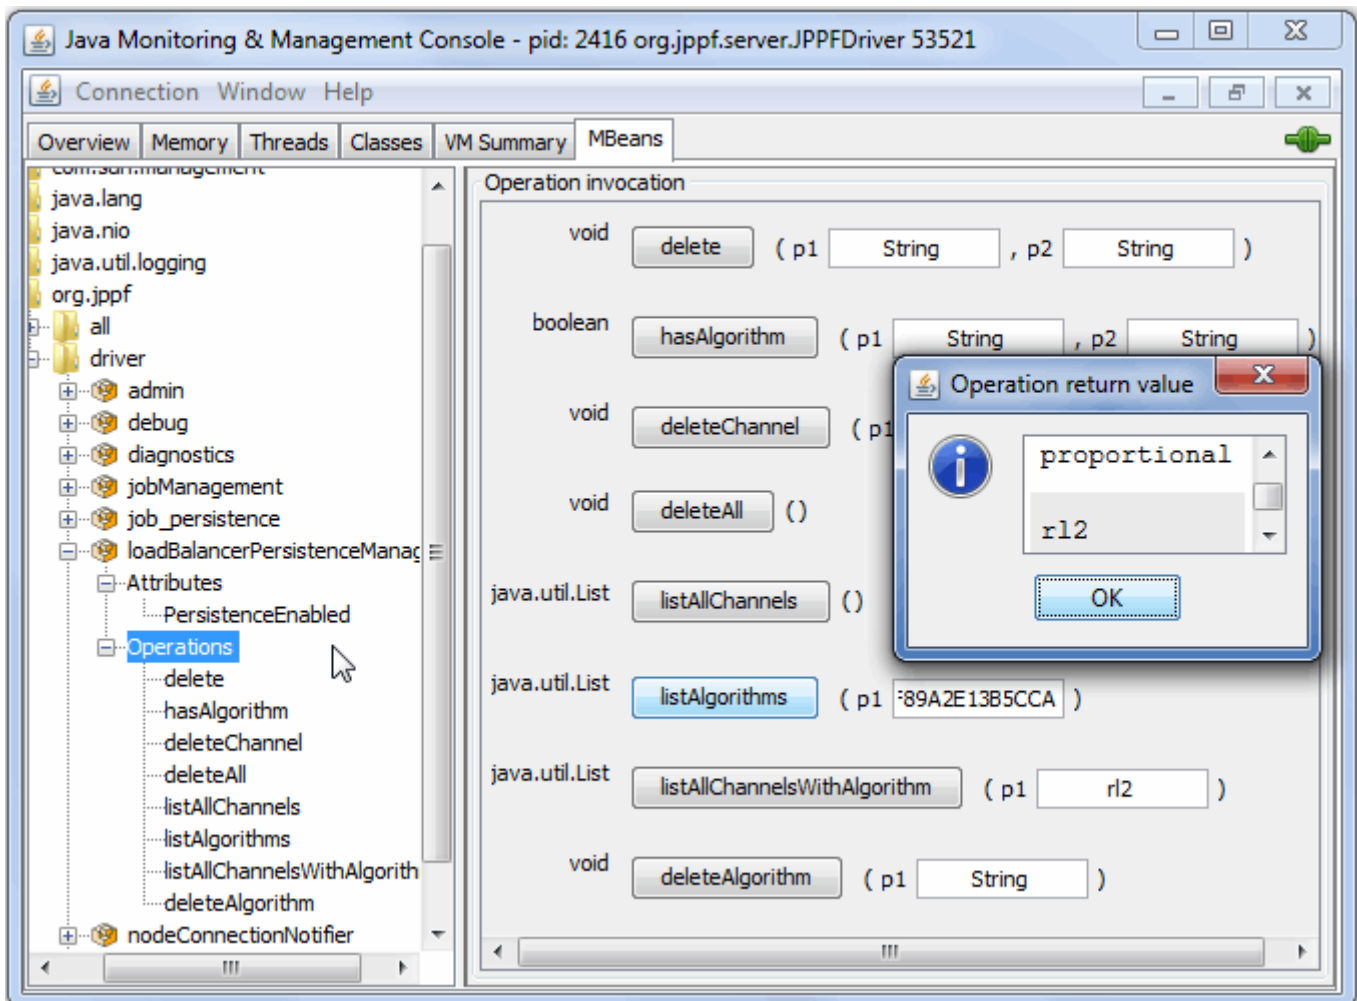 Java Monitoring & Management Console - pid: 2416 org.jppf.server.JPPFDriver 53521
Connection Window Help
Overview Memory Threads Classes VM Summary MBeans
com.sun.management
java.lang
java.nio
java.util.logging
org.jppf
all
driver
admin
debug
diagnostics
jobManagement
job_persistence
loadBalancerPersistenceManag
Attributes
PersistenceEnabled
Operations
delete
hasAlgorithm
deleteChannel
deleteAll
listAllChannels
listAlgorithms
listAllChannelsWithAlgorith
deleteAlgorithm
nodeConnectionNotifier
Operation invocation
void delete ( p1 String , p2 String )
boolean hasAlgorithm ( p1 String , p2 String )
void deleteChannel ( p1
void deleteAll ()
java.util.List listAllChannels ()
java.util.List listAlgorithms ( p1 F89A2E13B5CCA )
java.util.List listAllChannelsWithAlgorithm ( p1 rl2 )
void deleteAlgorithm ( p1 String )
Operation return value
proportional
rl2
OK